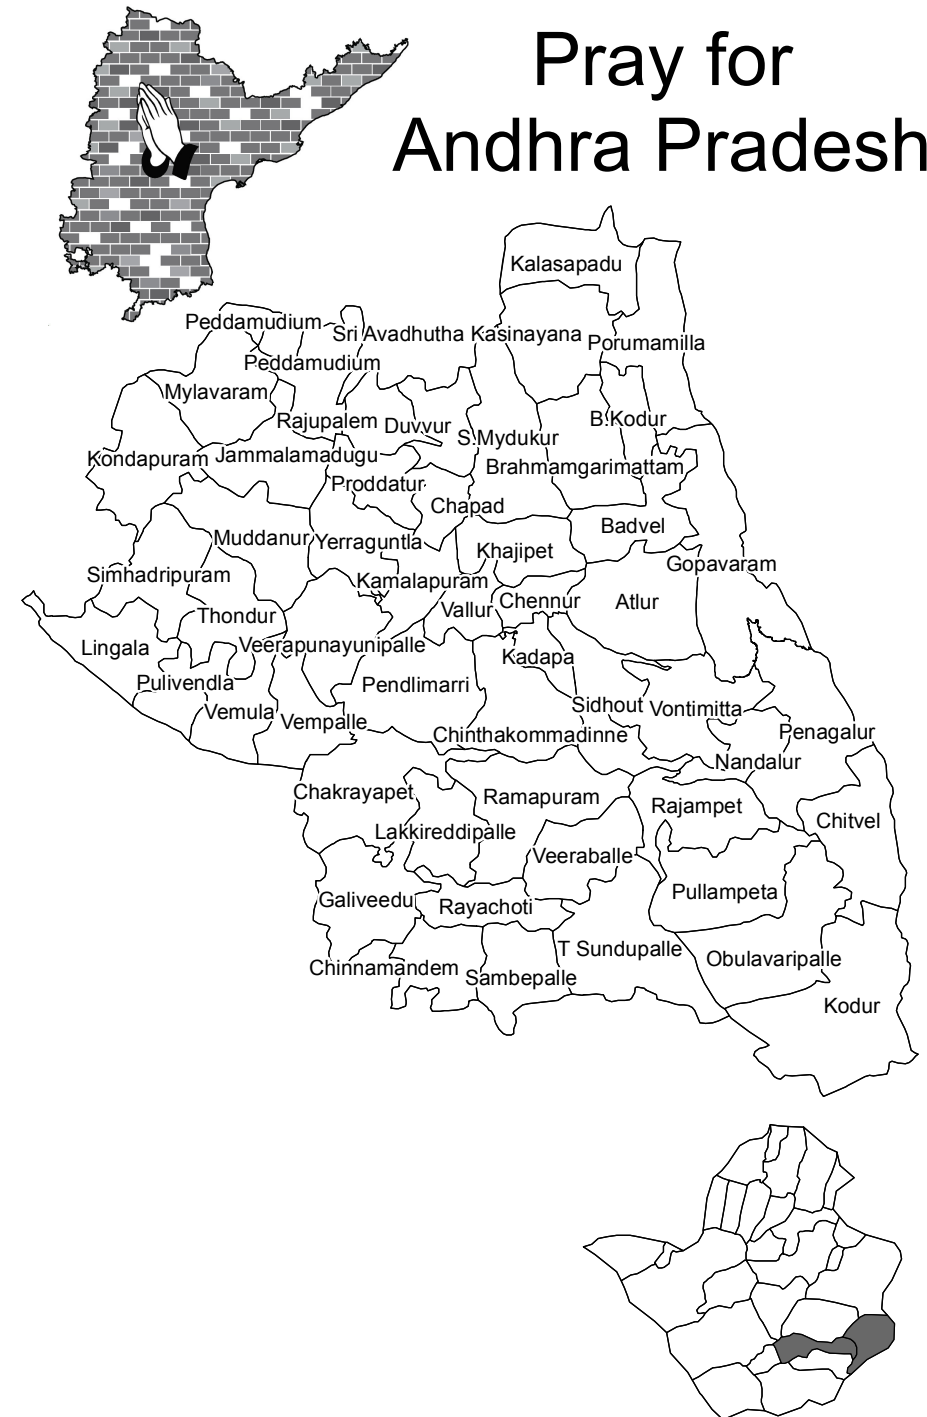 Pray for
Andhra Pradesh
Kalasapadu
Peddamudium
Sri Avadhutha Kasinayana
Porumamilla
Peddamudium
Mylavaram
Rajupalem
Duvvur
B.Kodur
S.Mydukur
Kondapuram
Jammalamadugu
Brahmamgarimattam
Proddatur
Chapad
Badvel
Muddanur
Yerraguntla
Khajipet
Gopavaram
Simhadripuram
Kamalapuram
Vallur
Chennur
Atlur
Thondur
Lingala
Veerapunayunipalle
Kadapa
Pulivendla
Pendlimarri
Vemula
Vempalle
Sidhout
Vontimitta
Chinthakommadinne
Penagalur
Nandalur
Chakrayapet
Ramapuram
Rajampet
Chitvel
Lakkireddipalle
Veeraballe
Galiveedu
Rayachoti
Pullampeta
T Sundupalle
Obulavaripalle
Chinnamandem
Sambepalle
Kodur